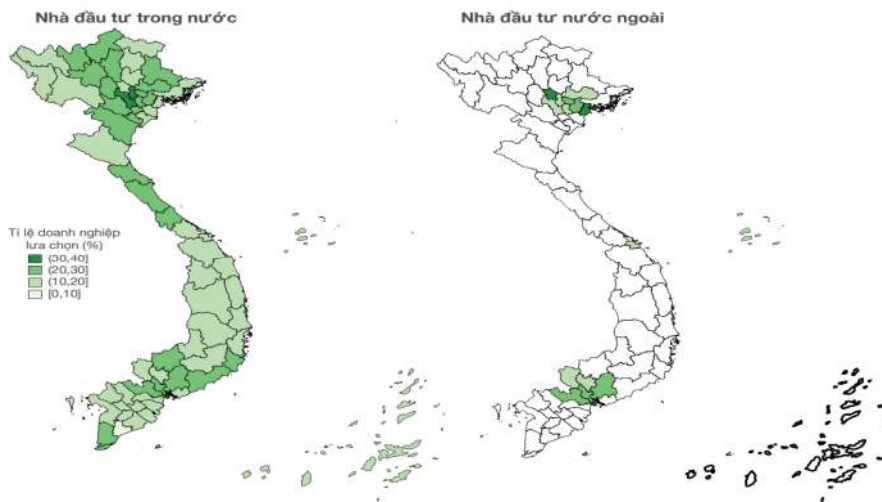 Nhà đầu tư trong nước
Nhà đầu tư nước ngoài
Tỉ lệ doanh nghiệp
lựa chọn (%)
(30,40]
(20,30]
(10,20]
[0,10]